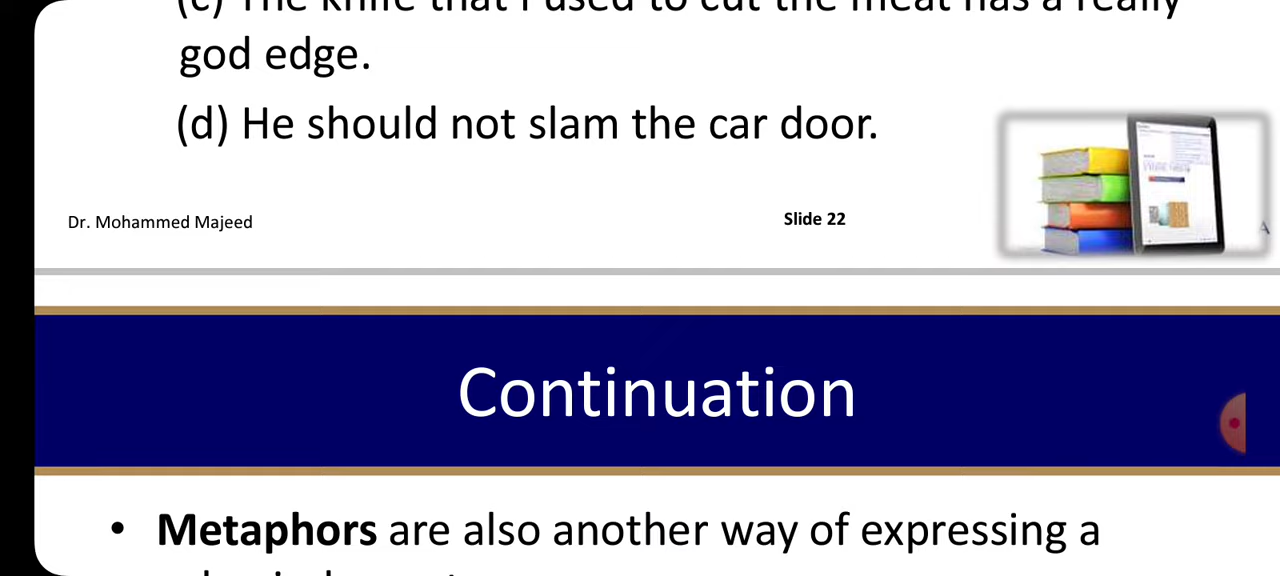 (c) The knife that I used to cut the meat has a really
god edge.
(d) He should not slam the car door.
Dr. Mohammed Majeed
Slide 22
A
Continuation
• Metaphors are also another way of expressing a